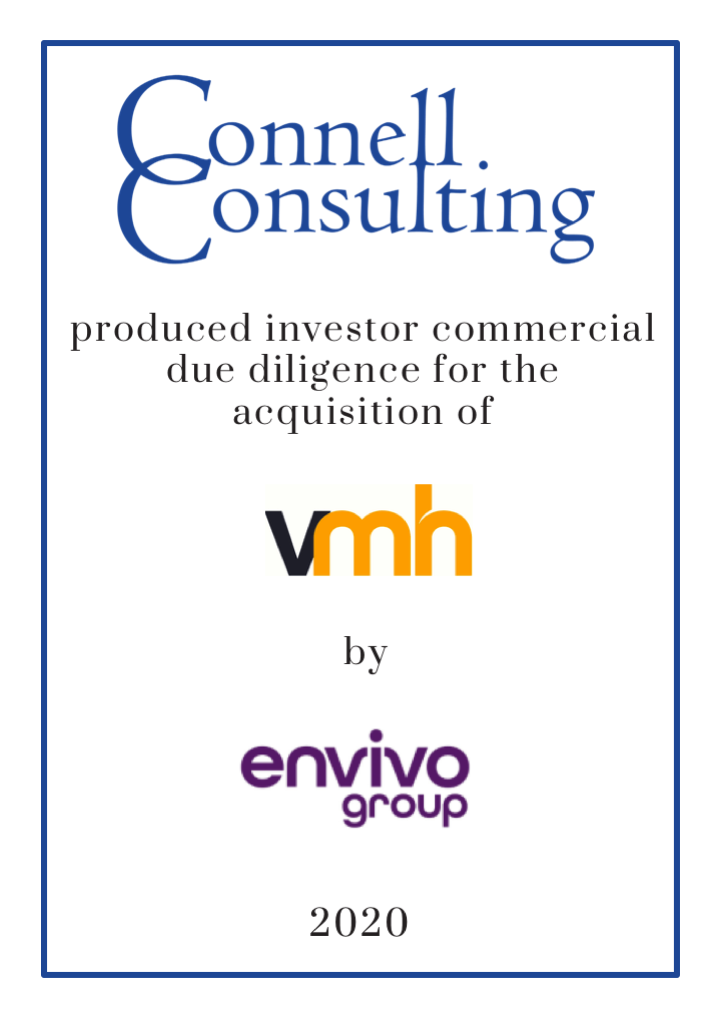 Connell
Consulting
produced investor commercial
due diligence for the
acquisition of
vmh
by
envivo
group
2020